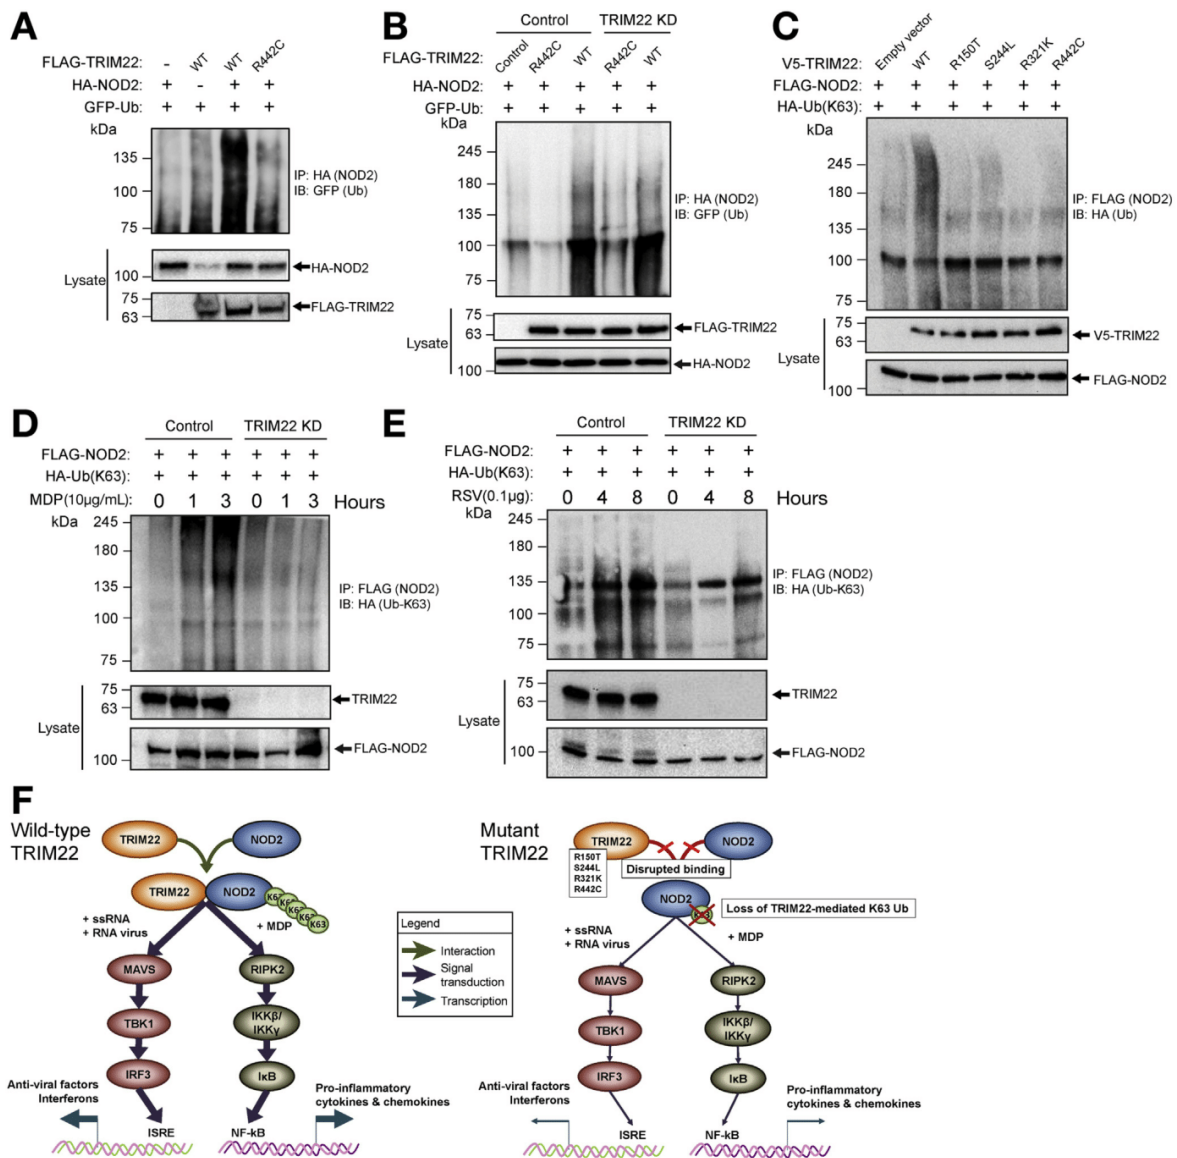 A
FLAG-TRIM22: - WT WT R442C
HA-NOD2: + - + +
GFP-Ub: + + + +
kDa
135
100
75
IP: HA (NOD2)
IB: GFP (Ub)
Lysate
100
HA-NOD2
75
63
FLAG-TRIM22
B
Control TRIM22 KD
FLAG-TRIM22: Control R442C WT R442C WT
HA-NOD2: + + + + +
GFP-Ub: + + + + +
kDa
245
180
135
100
75
IP: HA (NOD2)
IB: GFP (Ub)
Lysate
75
63
FLAG-TRIM22
100
HA-NOD2
C
V5-TRIM22: Empty vector WT R150T S244L R321K R442C
FLAG-NOD2: + + + + + +
HA-Ub(K63): + + + + + +
kDa
245
180
135
100
75
IP: FLAG (NOD2)
IB: HA (Ub)
Lysate
75
63
V5-TRIM22
100
FLAG-NOD2
D
Control TRIM22 KD
FLAG-NOD2: + + + + + +
HA-Ub(K63): + + + + + +
MDP(10µg/mL): 0 1 3 0 1 3 Hours
kDa
245
180
135
100
75
IP: FLAG (NOD2)
IB: HA (Ub-K63)
Lysate
75
63
TRIM22
100
FLAG-NOD2
E
Control TRIM22 KD
FLAG-NOD2: + + + + + +
HA-Ub(K63): + + + + + +
RSV(0.1µg): 0 4 8 0 4 8 Hours
kDa
245
180
135
100
75
IP: FLAG (NOD2)
IB: HA (Ub-K63)
Lysate
75
63
TRIM22
100
FLAG-NOD2
F
Wild-type
TRIM22
TRIM22 NOD2
TRIM22 NOD2
K63 K63 K63 K63 K63
+ ssRNA
+ RNA virus
+ MDP
MAVS RIPK2
TBK1 IKKβ/
IKKγ
IRF3 IκB
Anti-viral factors
Interferons
Pro-inflammatory
cytokines & chemokines
ISRE NF-kB
Legend
Interaction
Signal
transduction
Transcription
Mutant
TRIM22
TRIM22 NOD2
R150T
S244L
R321K
R442C
Disrupted binding
NOD2
K63
Loss of TRIM22-mediated K63 Ub
+ ssRNA
+ RNA virus
+ MDP
MAVS RIPK2
TBK1 IKKβ/
IKKγ
IRF3 IκB
Anti-viral factors
Interferons
Pro-inflammatory
cytokines & chemokines
ISRE NF-kB